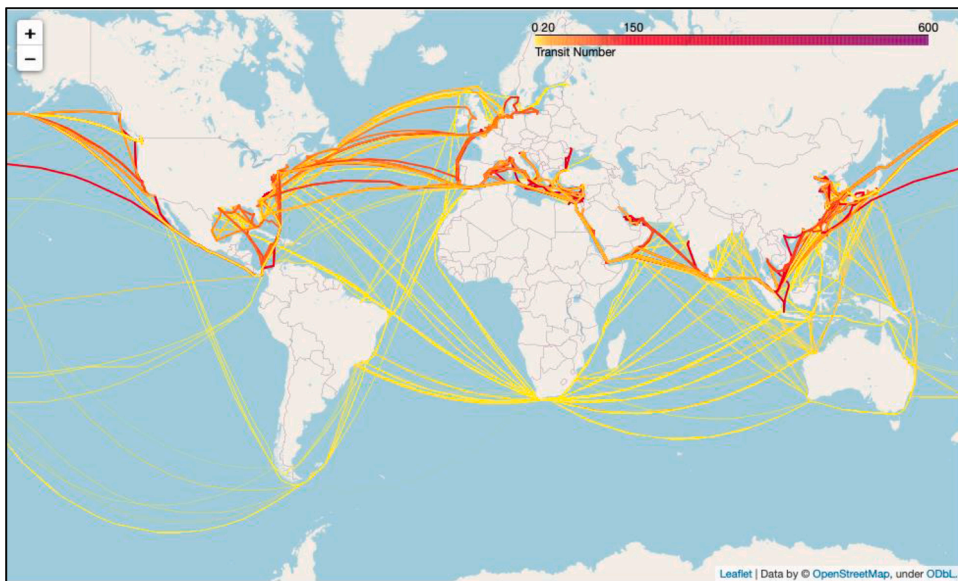 +
−
0 20 150 600
Transit Number
Leaflet | Data by © OpenStreetMap, under ODbL.